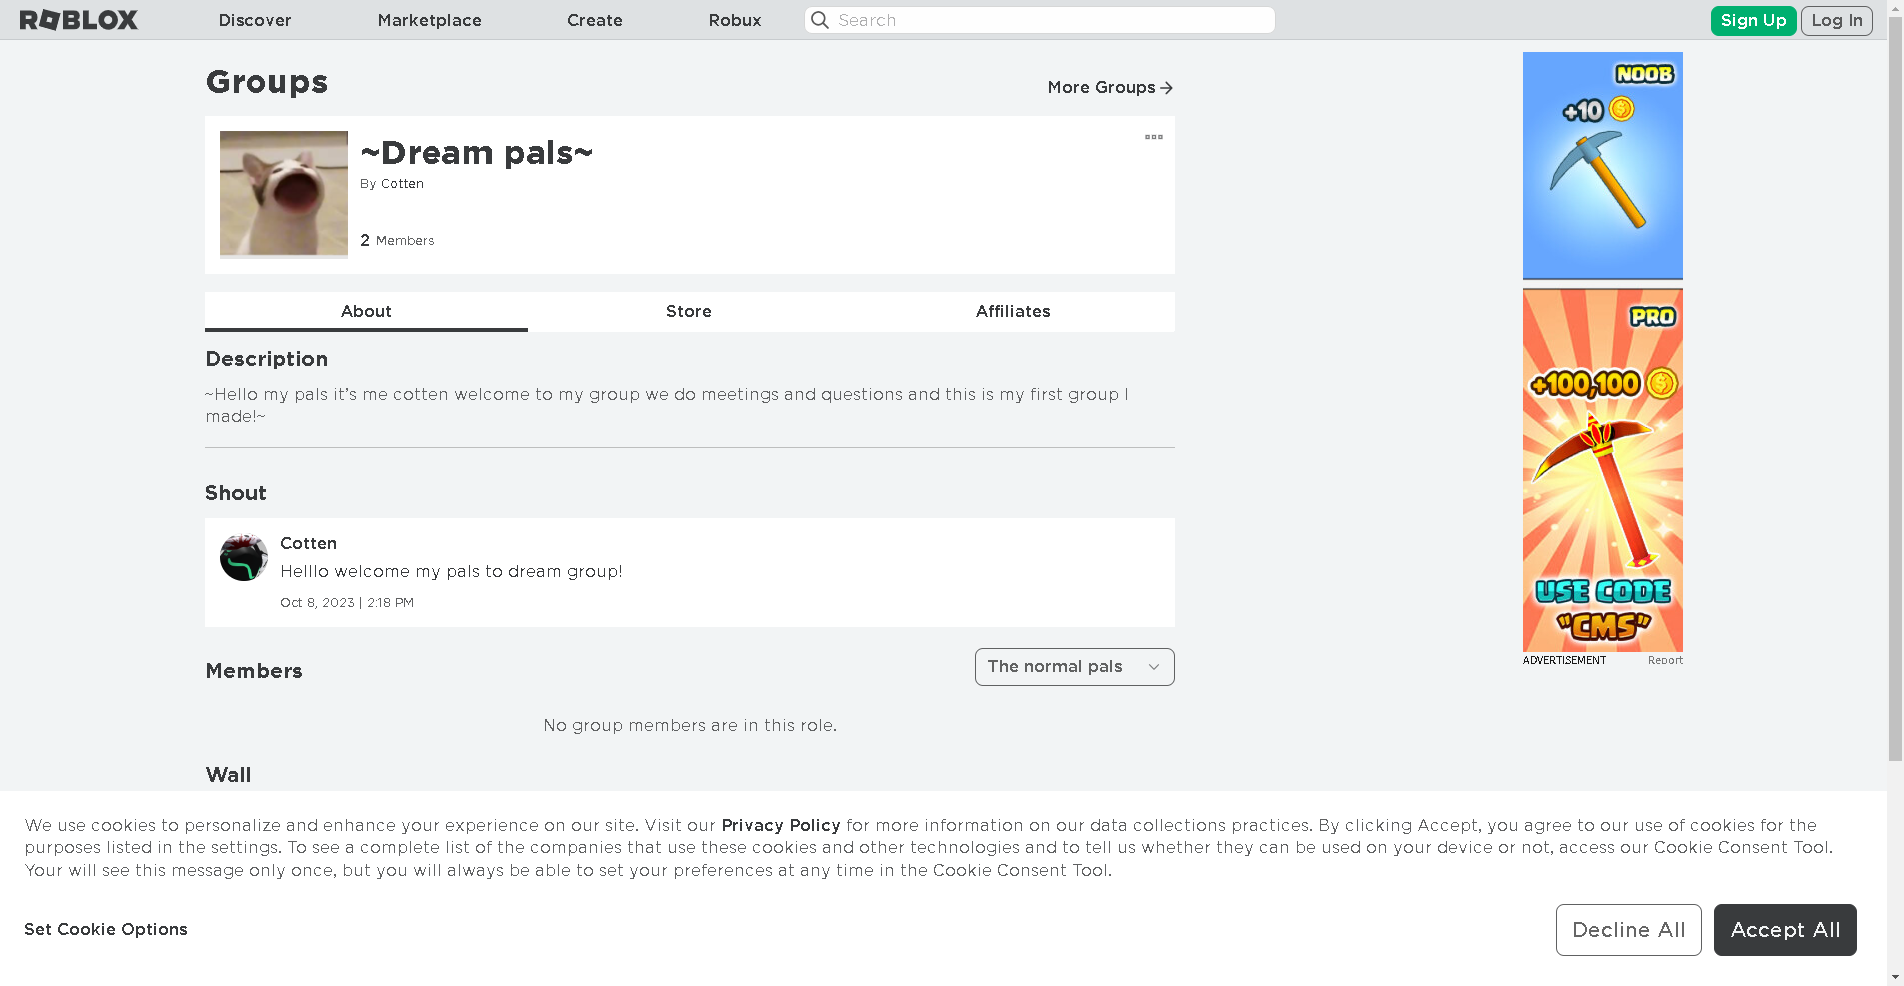 ROBLOX
Discover
Marketplace
Create
Robux
Search
Sign Up
Log In
Groups
More Groups
~Dream pals~
By Cotten
2 Members
About
Store
Affiliates
Description
~Hello my pals it’s me cotten welcome to my group we do meetings and questions and this is my first group I
made!~
Shout
Cotten
Helllo welcome my pals to dream group!
Oct 8, 2023 | 2:18 PM
Members
The normal pals
No group members are in this role.
Wall
NOOB
+10
PRO
+100,100
USE CODE
"CMS"
ADVERTISEMENT
Report
We use cookies to personalize and enhance your experience on our site. Visit our Privacy Policy for more information on our data collections practices. By clicking Accept, you agree to our use of cookies for the
purposes listed in the settings. To see a complete list of the companies that use these cookies and other technologies and to tell us whether they can be used on your device or not, access our Cookie Consent Tool.
Your will see this message only once, but you will always be able to set your preferences at any time in the Cookie Consent Tool.
Set Cookie Options
Decline All
Accept All